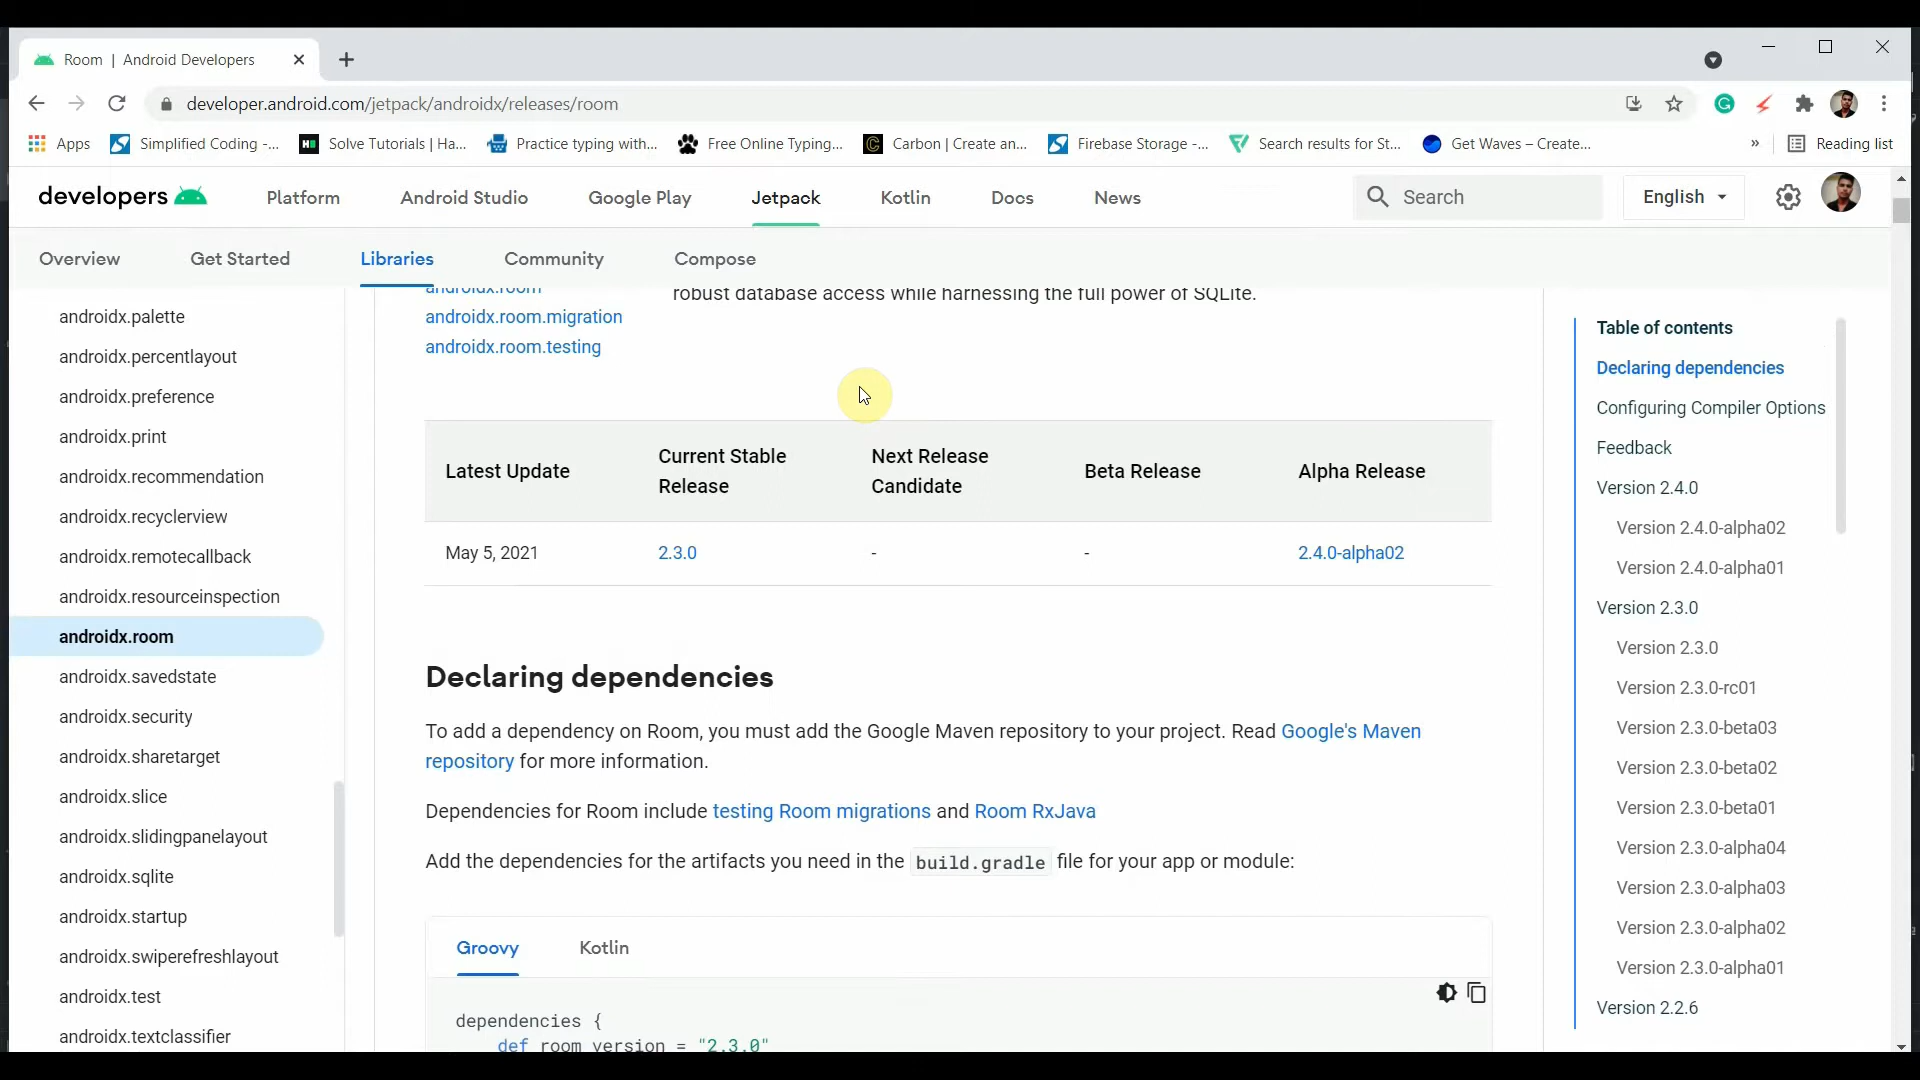 Room | Android Developers
developer.android.com/jetpack/androidx/releases/room
Apps
Simplified Coding -...
Solve Tutorials | Ha...
Practice typing with...
Free Online Typing...
Carbon | Create an...
Firebase Storage -...
Search results for St...
Get Waves – Create...
»
Reading list
developers
Platform
Android Studio
Google Play
Jetpack
Kotlin
Docs
News
Search
English
Overview
Get Started
Libraries
Community
Compose
androidx.palette
androidx.percentlayout
androidx.preference
androidx.print
androidx.recommendation
androidx.recyclerview
androidx.remotecallback
androidx.resourceinspection
androidx.room
androidx.savedstate
androidx.security
androidx.sharetarget
androidx.slice
androidx.slidingpanelayout
androidx.sqlite
androidx.startup
androidx.swiperefreshlayout
androidx.test
androidx.textclassifier
androidx.room
androidx.room.migration
androidx.room.testing
robust database access while harnessing the full power of SQLite.
Latest Update
Current Stable
Release
Next Release
Candidate
Beta Release
Alpha Release
May 5, 2021
2.3.0
-
-
2.4.0-alpha02
Declaring dependencies
To add a dependency on Room, you must add the Google Maven repository to your project. Read Google's Maven
repository for more information.
Dependencies for Room include testing Room migrations and Room RxJava
Add the dependencies for the artifacts you need in the build.gradle file for your app or module:
Groovy
Kotlin
dependencies {
def room_version = "2.3.0"
Table of contents
Declaring dependencies
Configuring Compiler Options
Feedback
Version 2.4.0
Version 2.4.0-alpha02
Version 2.4.0-alpha01
Version 2.3.0
Version 2.3.0
Version 2.3.0-rc01
Version 2.3.0-beta03
Version 2.3.0-beta02
Version 2.3.0-beta01
Version 2.3.0-alpha04
Version 2.3.0-alpha03
Version 2.3.0-alpha02
Version 2.3.0-alpha01
Version 2.2.6